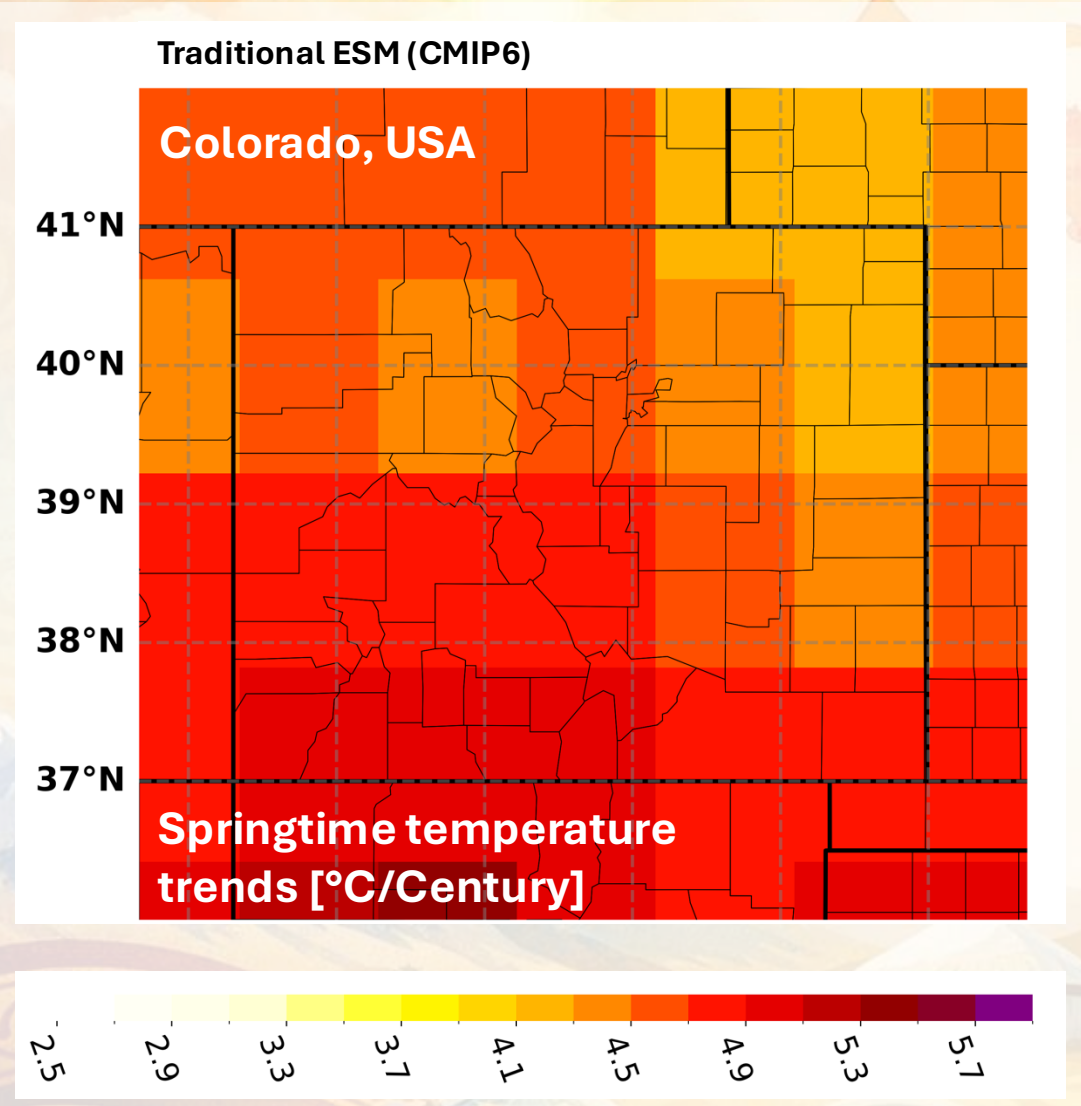 Traditional ESM (CMIP6)
Colorado, USA
41°N
40°N
39°N
38°N
37°N
Springtime temperature
trends [°C/Century]
2.5
2.9
3.3
3.7
4.1
4.5
4.9
5.3
5.7